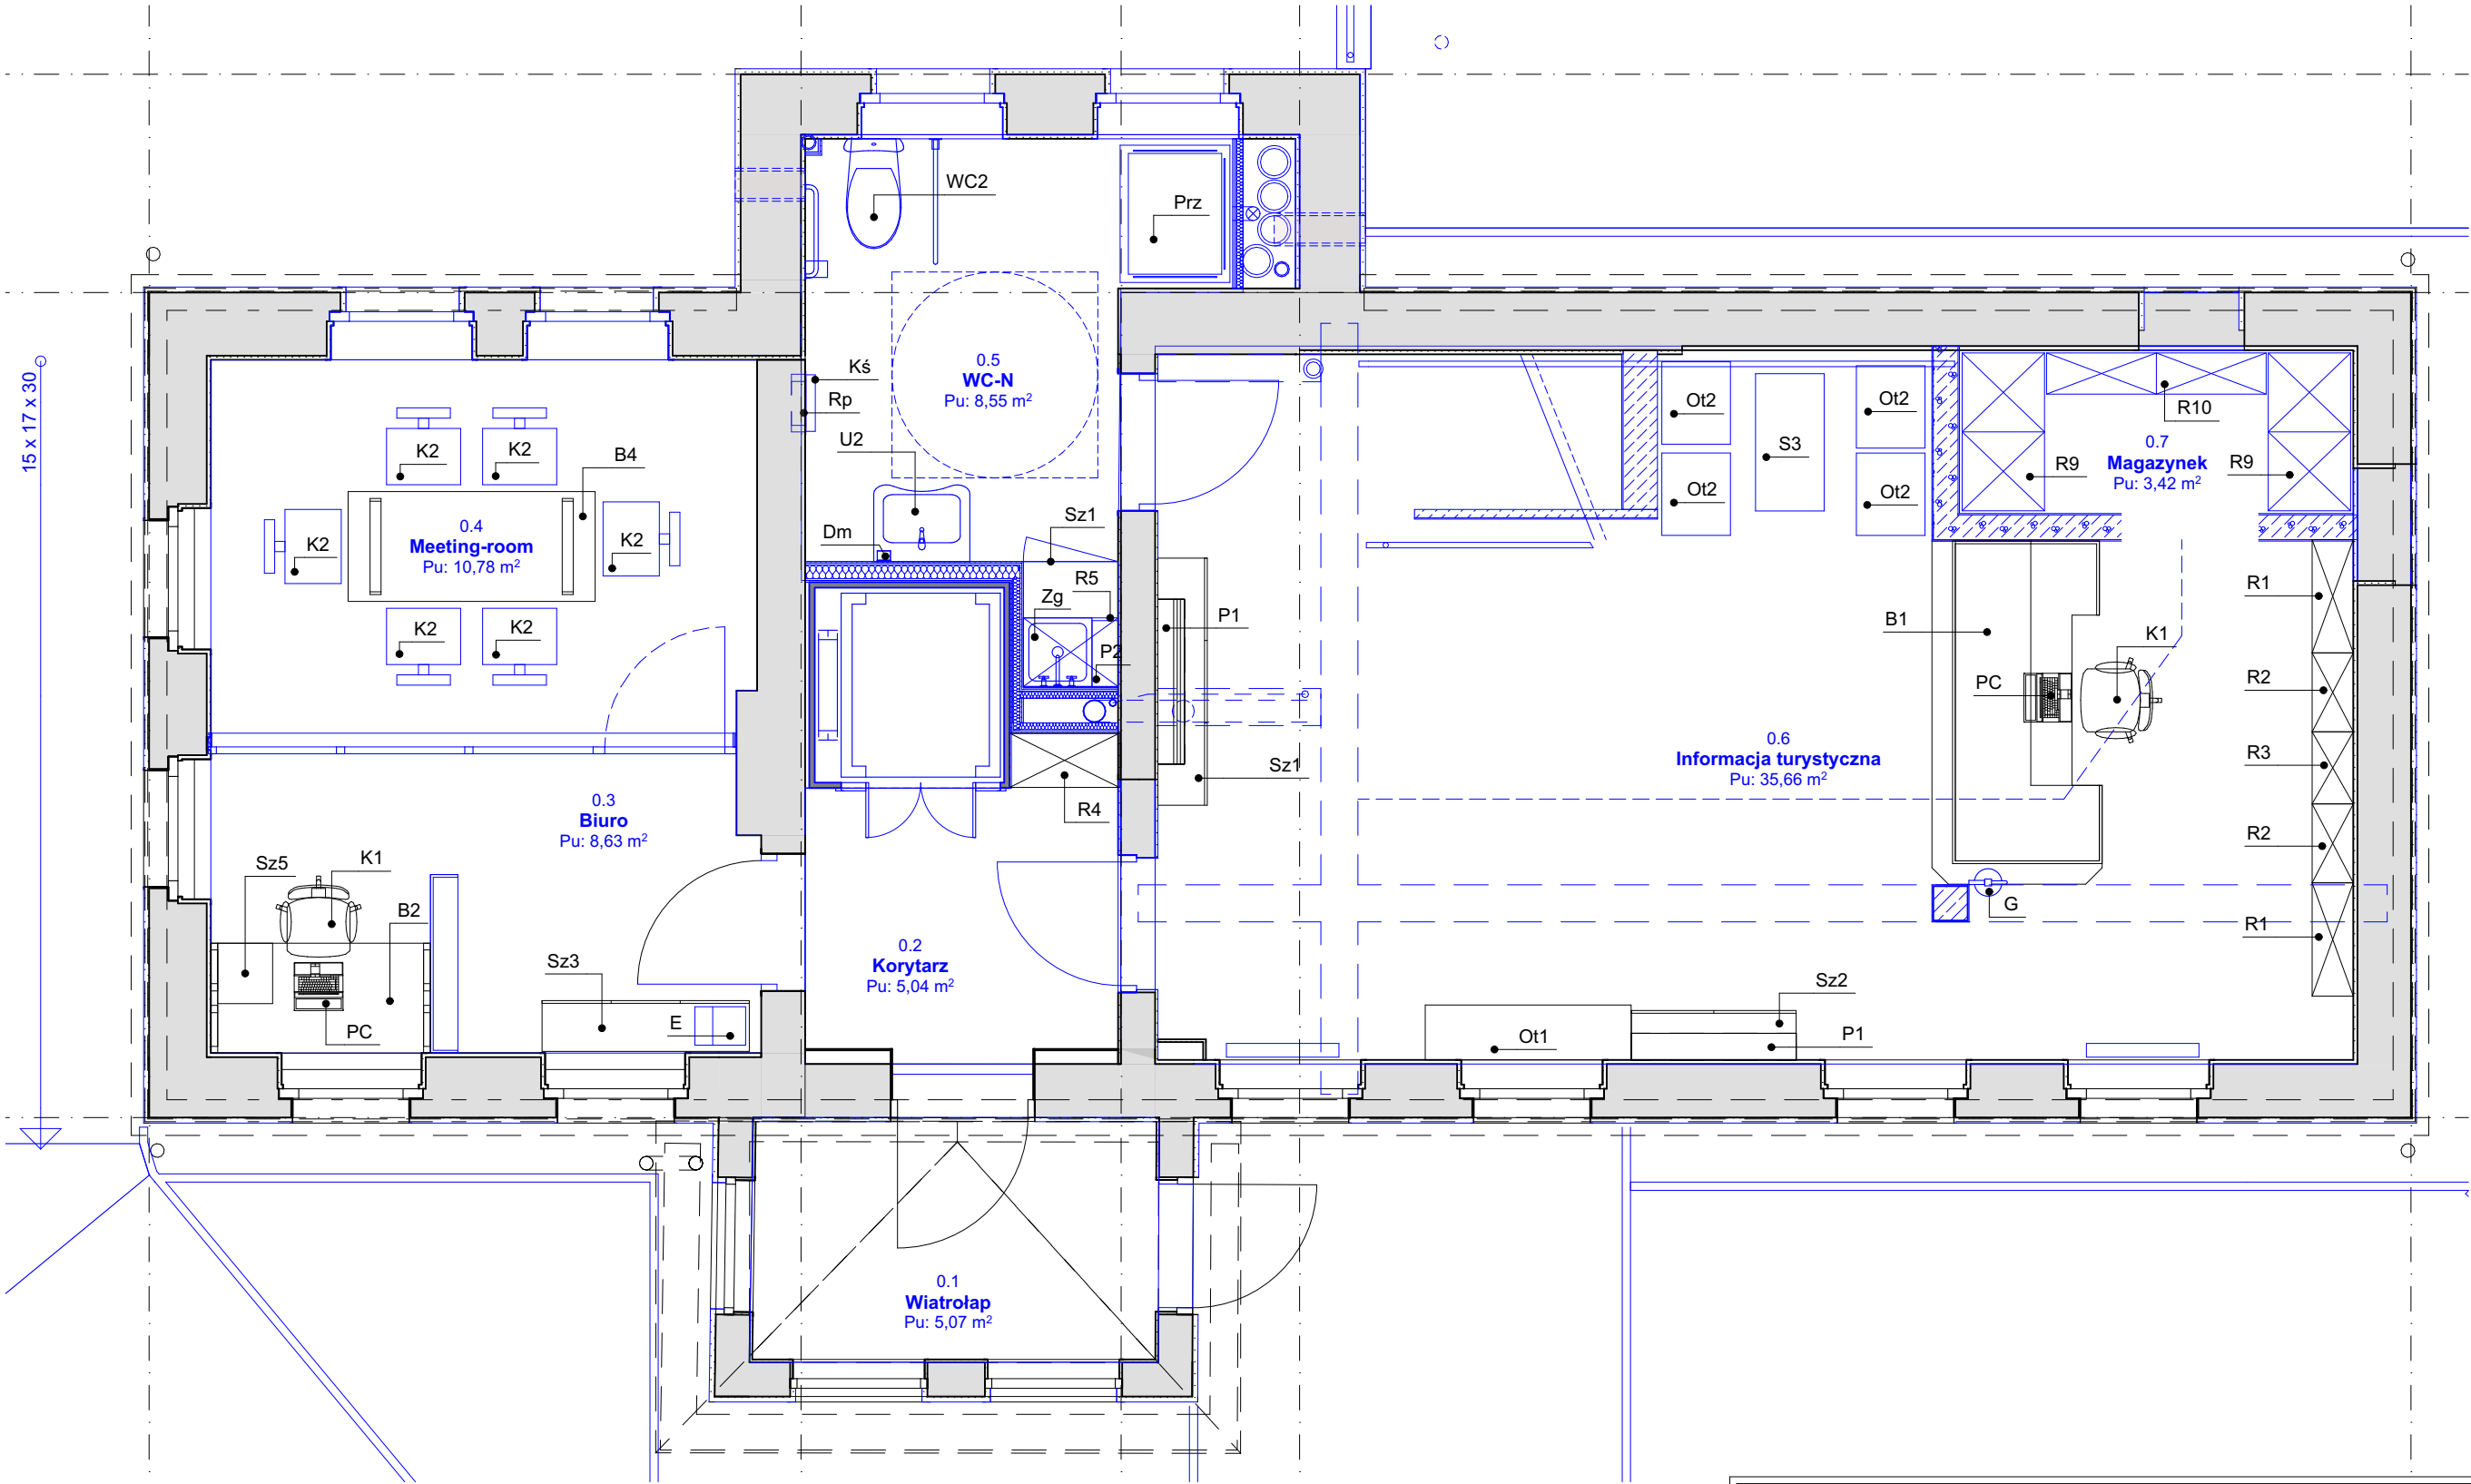 15 x 17 x 30
WC2
Prz
Kś
Rp
U2
Dm
0.5
WC-N
Pu: 8,55 m²
Sz1
R5
Zg
P2
R4
K2
K2
B4
K2
0.4
Meeting-room
Pu: 10,78 m²
K2
K2
K2
0.3
Biuro
Pu: 8,63 m²
Sz5
K1
B2
PC
Sz3
E
0.2
Korytarz
Pu: 5,04 m²
0.1
Wiatrołap
Pu: 5,07 m²
P1
Sz1
Ot2
S3
Ot2
Ot2
Ot2
R10
0.7
Magazynek
Pu: 3,42 m²
R9
R9
B1
K1
PC
0.6
Informacja turystyczna
Pu: 35,66 m²
R1
R2
R3
R2
R1
G
Sz2
Ot1
P1